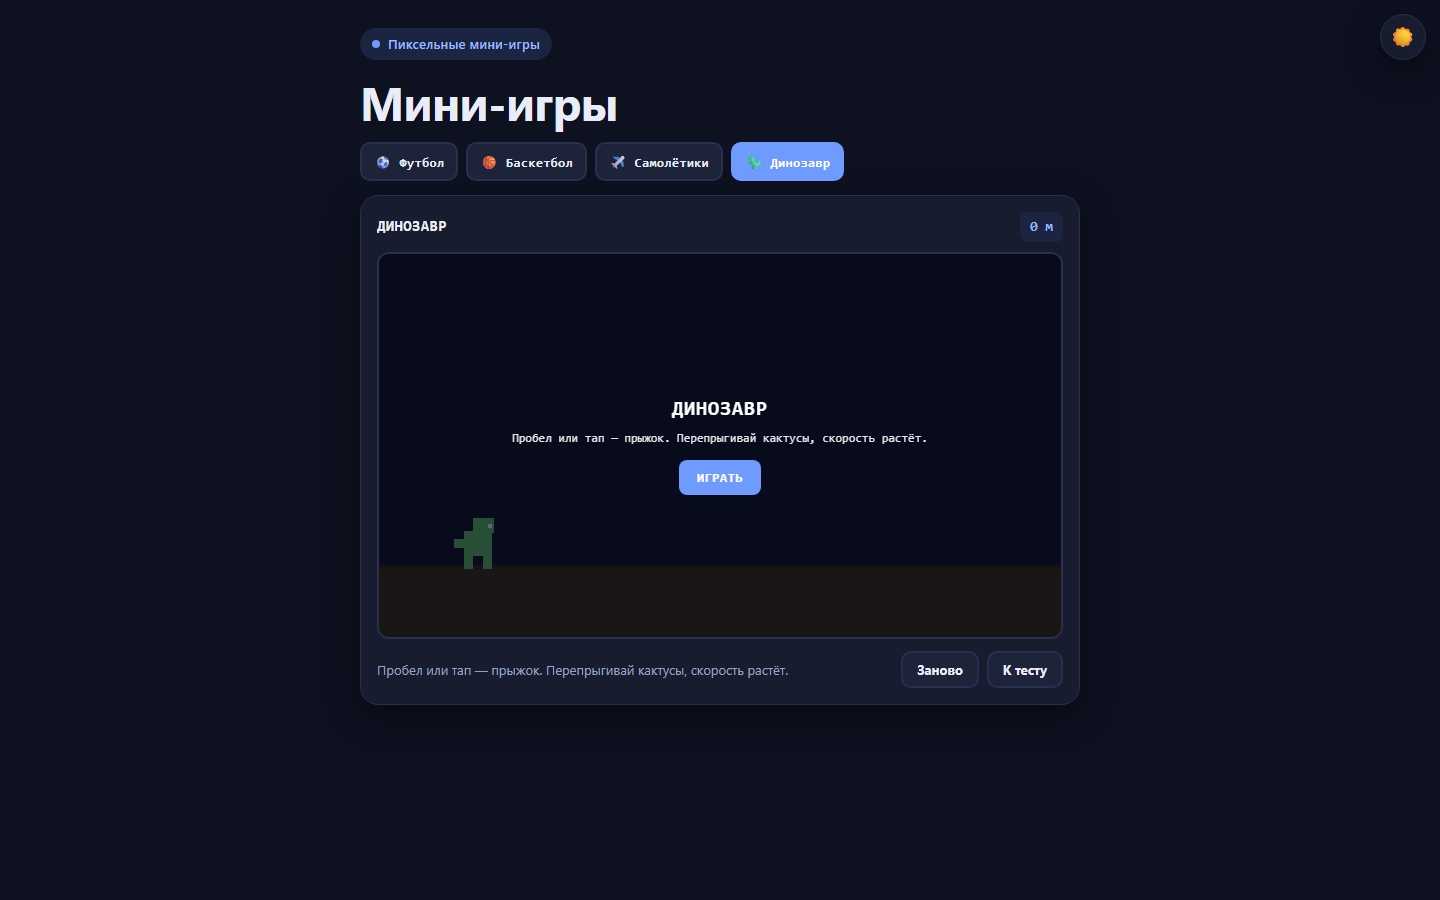 Пиксельные мини-игры
Мини-игры
Футбол
Баскетбол
Самолётики
Динозавр
ДИНОЗАВР
0 м
ДИНОЗАВР
Пробел или тап — прыжок. Перепрыгивай кактусы, скорость растёт.
ИГРАТЬ
Пробел или тап — прыжок. Перепрыгивай кактусы, скорость растёт.
Заново
К тесту